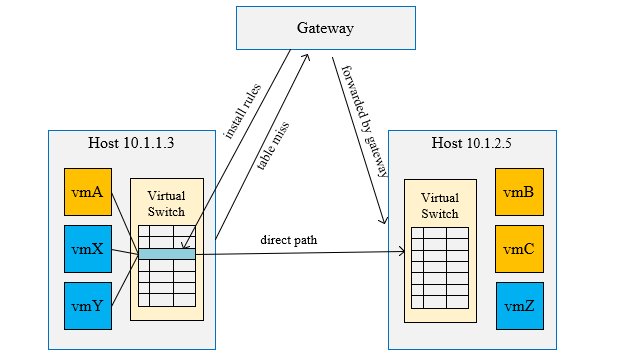 Gateway
install rules
table miss
forwarded by gateway
Host 10.1.1.3
vmA
vmX
vmY
Virtual
Switch
direct path
Host 10.1.2.5
Virtual
Switch
vmB
vmC
vmZ